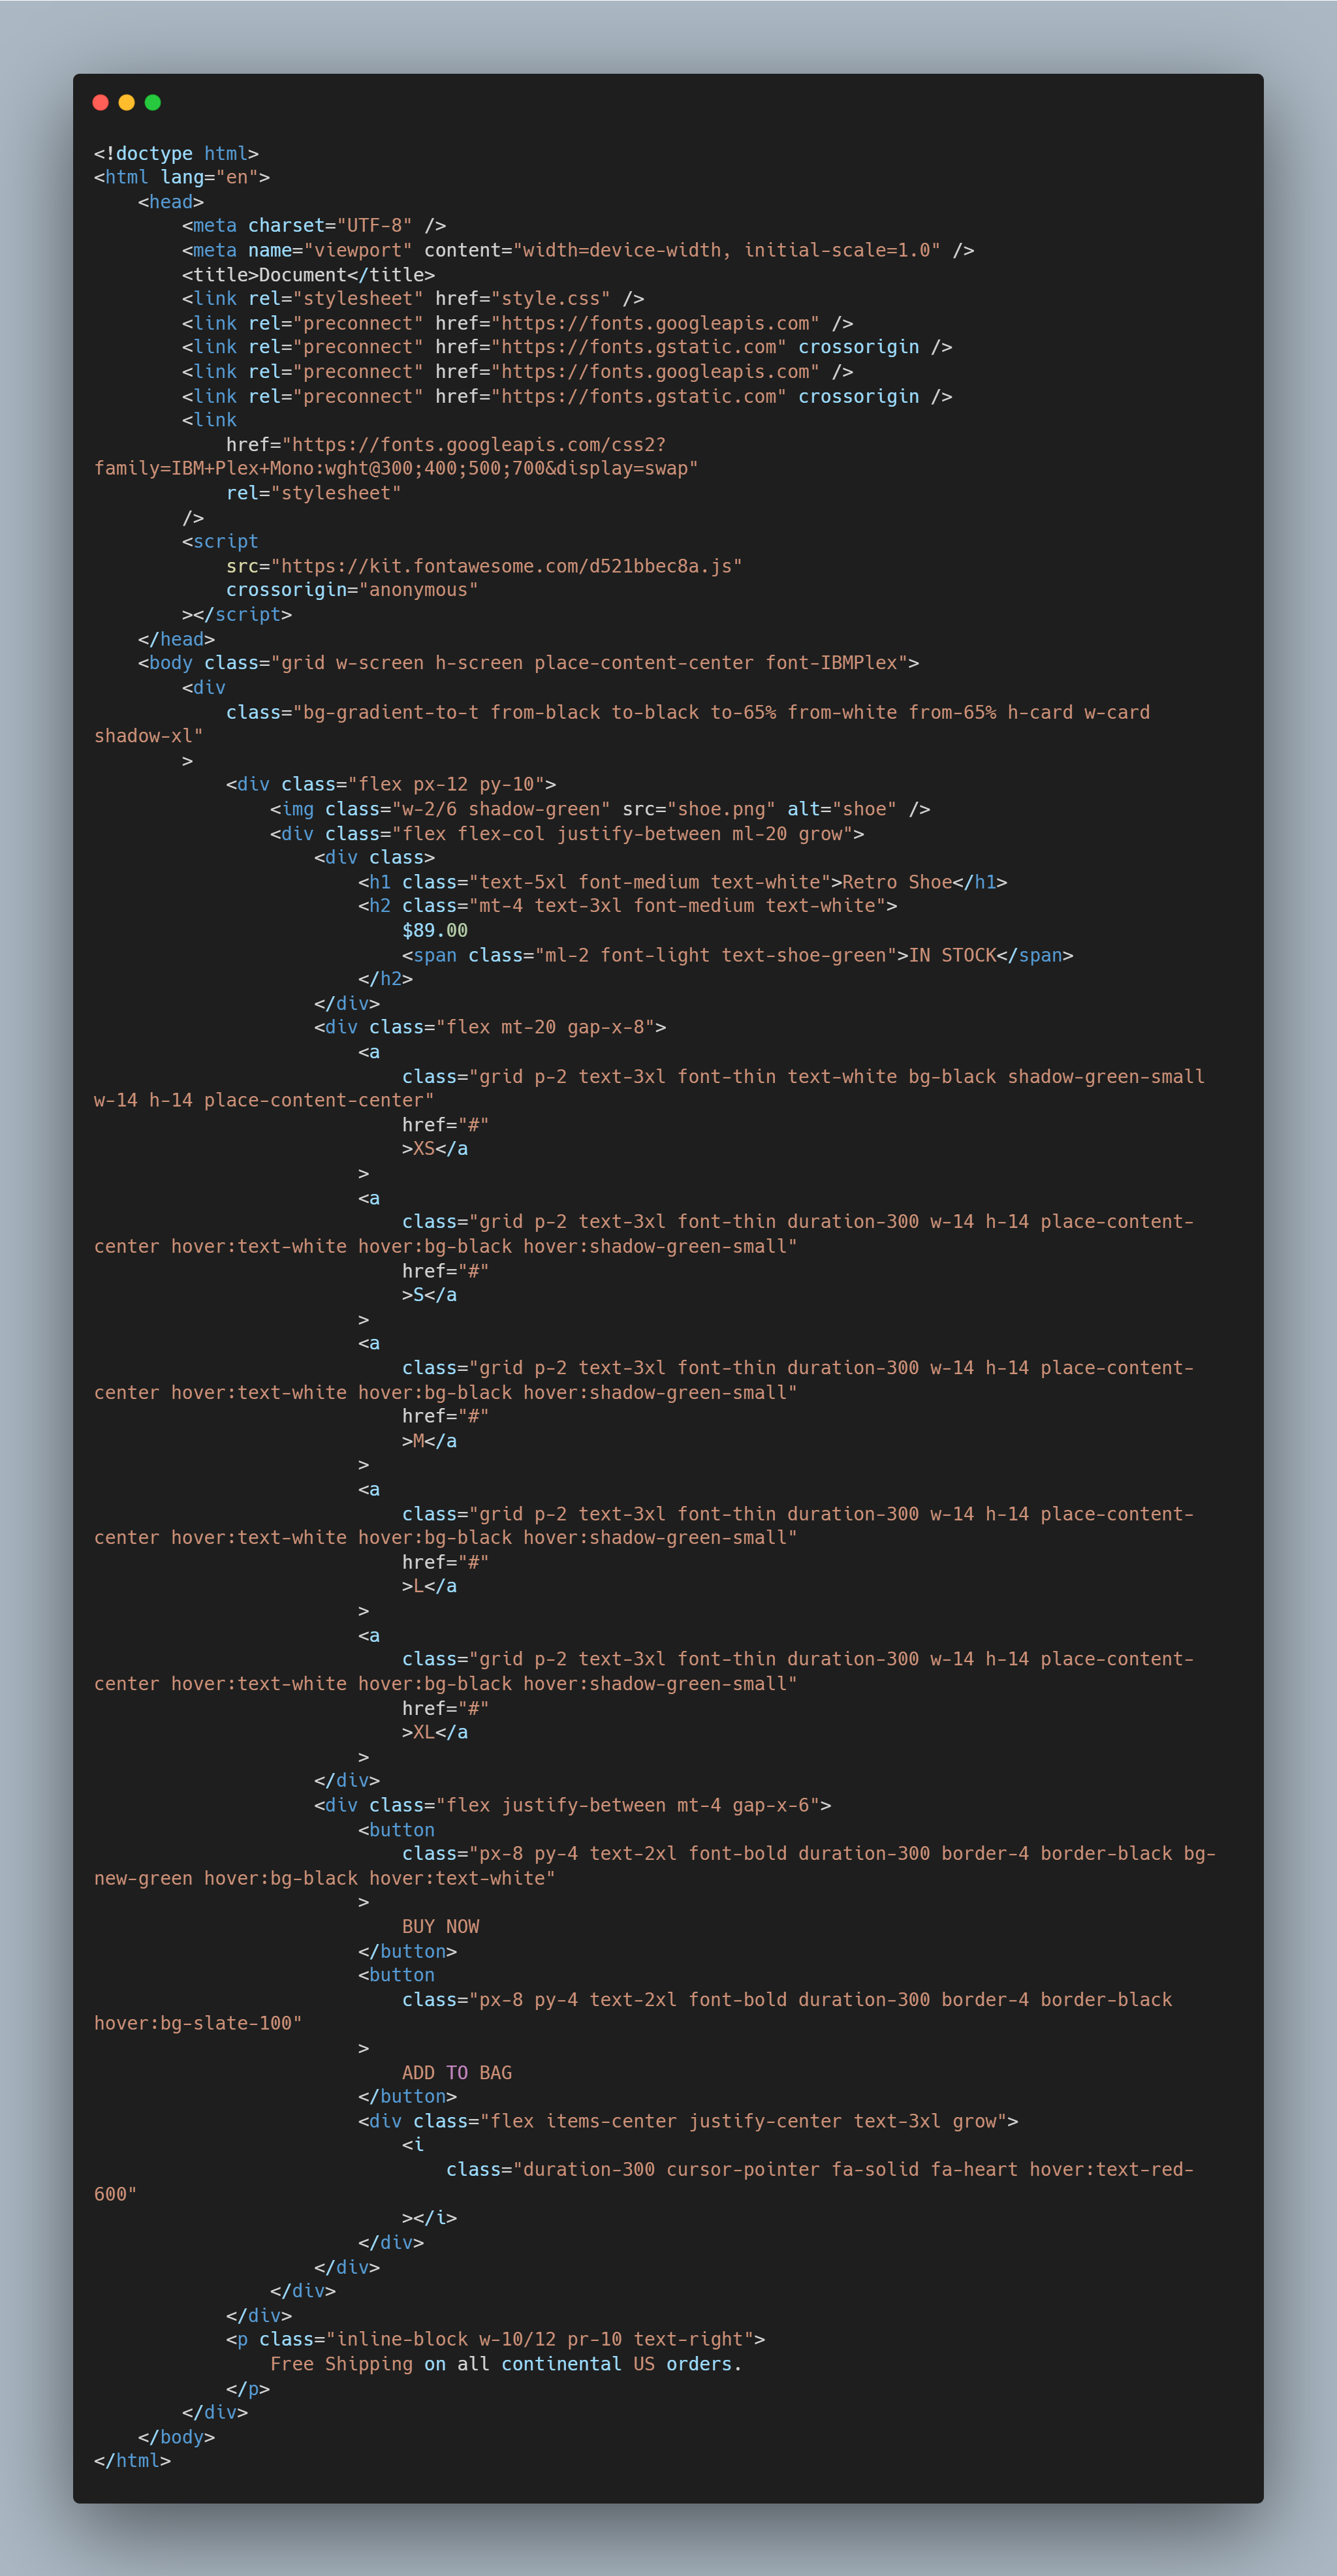 <!doctype html>
<html lang="en">
    <head>
        <meta charset="UTF-8" />
        <meta name="viewport" content="width=device-width, initial-scale=1.0" />
        <title>Document</title>
        <link rel="stylesheet" href="style.css" />
        <link rel="preconnect" href="https://fonts.googleapis.com" />
        <link rel="preconnect" href="https://fonts.gstatic.com" crossorigin />
        <link rel="preconnect" href="https://fonts.googleapis.com" />
        <link rel="preconnect" href="https://fonts.gstatic.com" crossorigin />
        <link
            href="https://fonts.googleapis.com/css2?
family=IBM+Plex+Mono:wght@300;400;500;700&display=swap"
            rel="stylesheet"
        />
        <script
            src="https://kit.fontawesome.com/d521bbec8a.js"
            crossorigin="anonymous"
        ></script>
    </head>
    <body class="grid w-screen h-screen place-content-center font-IBMPlex">
        <div
            class="bg-gradient-to-t from-black to-black to-65% from-white from-65% h-card w-card
shadow-xl"
        >
            <div class="flex px-12 py-10">
                <img class="w-2/6 shadow-green" src="shoe.png" alt="shoe" />
                <div class="flex flex-col justify-between ml-20 grow">
                    <div class>
                        <h1 class="text-5xl font-medium text-white">Retro Shoe</h1>
                        <h2 class="mt-4 text-3xl font-medium text-white">
                            $89.00
                            <span class="ml-2 font-light text-shoe-green">IN STOCK</span>
                        </h2>
                    </div>
                    <div class="flex mt-20 gap-x-8">
                        <a
                            class="grid p-2 text-3xl font-thin text-white bg-black shadow-green-small
w-14 h-14 place-content-center"
                            href="#"
                            >XS</a
                        >
                        <a
                            class="grid p-2 text-3xl font-thin duration-300 w-14 h-14 place-content-
center hover:text-white hover:bg-black hover:shadow-green-small"
                            href="#"
                            >S</a
                        >
                        <a
                            class="grid p-2 text-3xl font-thin duration-300 w-14 h-14 place-content-
center hover:text-white hover:bg-black hover:shadow-green-small"
                            href="#"
                            >M</a
                        >
                        <a
                            class="grid p-2 text-3xl font-thin duration-300 w-14 h-14 place-content-
center hover:text-white hover:bg-black hover:shadow-green-small"
                            href="#"
                            >L</a
                        >
                        <a
                            class="grid p-2 text-3xl font-thin duration-300 w-14 h-14 place-content-
center hover:text-white hover:bg-black hover:shadow-green-small"
                            href="#"
                            >XL</a
                        >
                    </div>
                    <div class="flex justify-between mt-4 gap-x-6">
                        <button
                            class="px-8 py-4 text-2xl font-bold duration-300 border-4 border-black bg-
new-green hover:bg-black hover:text-white"
                        >
                            BUY NOW
                        </button>
                        <button
                            class="px-8 py-4 text-2xl font-bold duration-300 border-4 border-black
hover:bg-slate-100"
                        >
                            ADD TO BAG
                        </button>
                        <div class="flex items-center justify-center text-3xl grow">
                            <i
                                class="duration-300 cursor-pointer fa-solid fa-heart hover:text-red-
600"
                            ></i>
                        </div>
                    </div>
                </div>
            </div>
            <p class="inline-block w-10/12 pr-10 text-right">
                Free Shipping on all continental US orders.
            </p>
        </div>
    </body>
</html>